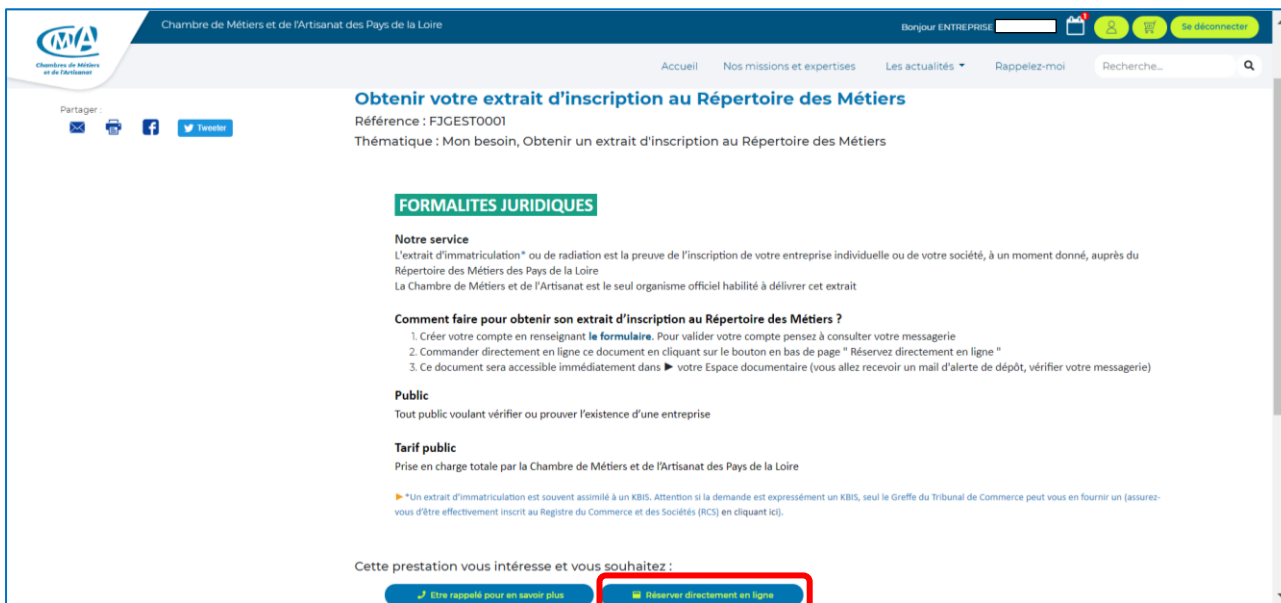 Chambre de Métiers et de l'Artisanat des Pays de la Loire
Bonjour ENTREPRISE
1
Se déconnecter
CMA
Chambres de Métiers
et de l'Artisanat
Accueil
Nos missions et expertises
Les actualités
Rappelez-moi
Recherche...
Partager :
Tweeter
Obtenir votre extrait d'inscription au Répertoire des Métiers
Référence : FJGEST0001
Thématique : Mon besoin, Obtenir un extrait d'inscription au Répertoire des Métiers
FORMALITES JURIDIQUES
Notre service
L'extrait d'immatriculation* ou de radiation est la preuve de l'inscription de votre entreprise individuelle ou de votre société, à un moment donné, auprès du
Répertoire des Métiers des Pays de la Loire
La Chambre de Métiers et de l'Artisanat est le seul organisme officiel habilité à délivrer cet extrait
Comment faire pour obtenir son extrait d'inscription au Répertoire des Métiers ?
1. Créer votre compte en renseignant le formulaire. Pour valider votre compte pensez à consulter votre messagerie
2. Commander directement en ligne ce document en cliquant sur le bouton en bas de page " Réservez directement en ligne "
3. Ce document sera accessible immédiatement dans ► votre Espace documentaire (vous allez recevoir un mail d'alerte de dépôt, vérifier votre messagerie)
Public
Tout public voulant vérifier ou prouver l'existence d'une entreprise
Tarif public
Prise en charge totale par la Chambre de Métiers et de l'Artisanat des Pays de la Loire
► *Un extrait d'immatriculation est souvent assimilé à un KBIS. Attention si la demande est expressément un KBIS, seul le Greffe du Tribunal de Commerce peut vous en fournir un (assurez-
vous d'être effectivement inscrit au Registre du Commerce et des Sociétés (RCS) en cliquant ici).
Cette prestation vous intéresse et vous souhaitez :
Etre rappelé pour en savoir plus
Réserver directement en ligne